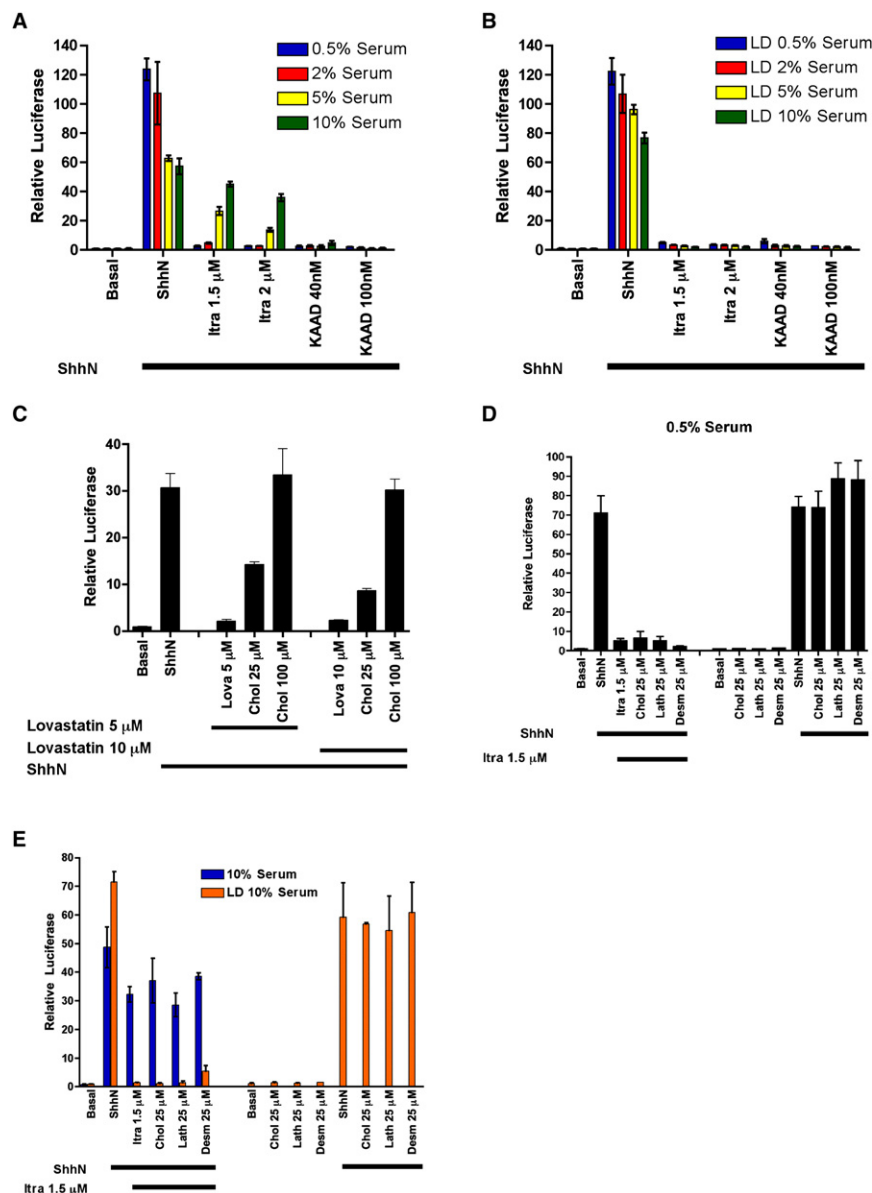 A
Relative Luciferase
140
120
100
80
60
40
20
0
0.5% Serum
2% Serum
5% Serum
10% Serum
Basal
ShhN
Itra 1.5 μM
Itra 2 μM
KAAD 40nM
KAAD 100nM
ShhN
B
Relative Luciferase
140
120
100
80
60
40
20
0
LD 0.5% Serum
LD 2% Serum
LD 5% Serum
LD 10% Serum
Basal
ShhN
Itra 1.5 μM
Itra 2 μM
KAAD 40nM
KAAD 100nM
ShhN
C
Relative Luciferase
40
30
20
10
0
Basal
ShhN
Lova 5 μM
Chol 25 μM
Chol 100 μM
Lova 10 μM
Chol 25 μM
Chol 100 μM
Lovastatin 5 μM
Lovastatin 10 μM
ShhN
D
0.5% Serum
Relative Luciferase
100
90
80
70
60
50
40
30
20
10
0
Basal
ShhN
Itra 1.5 μM
Chol 25 μM
Lath 25 μM
Desm 25 μM
Basal
Chol 25 μM
Lath 25 μM
Desm 25 μM
ShhN
Chol 25 μM
Lath 25 μM
Desm 25 μM
ShhN
Itra 1.5 μM
E
Relative Luciferase
80
70
60
50
40
30
20
10
0
10% Serum
LD 10% Serum
Basal
ShhN
Itra 1.5 μM
Chol 25 μM
Lath 25 μM
Desm 25 μM
Basal
Chol 25 μM
Lath 25 μM
Desm 25 μM
ShhN
Chol 25 μM
Lath 25 μM
Desm 25 μM
ShhN
Itra 1.5 μM